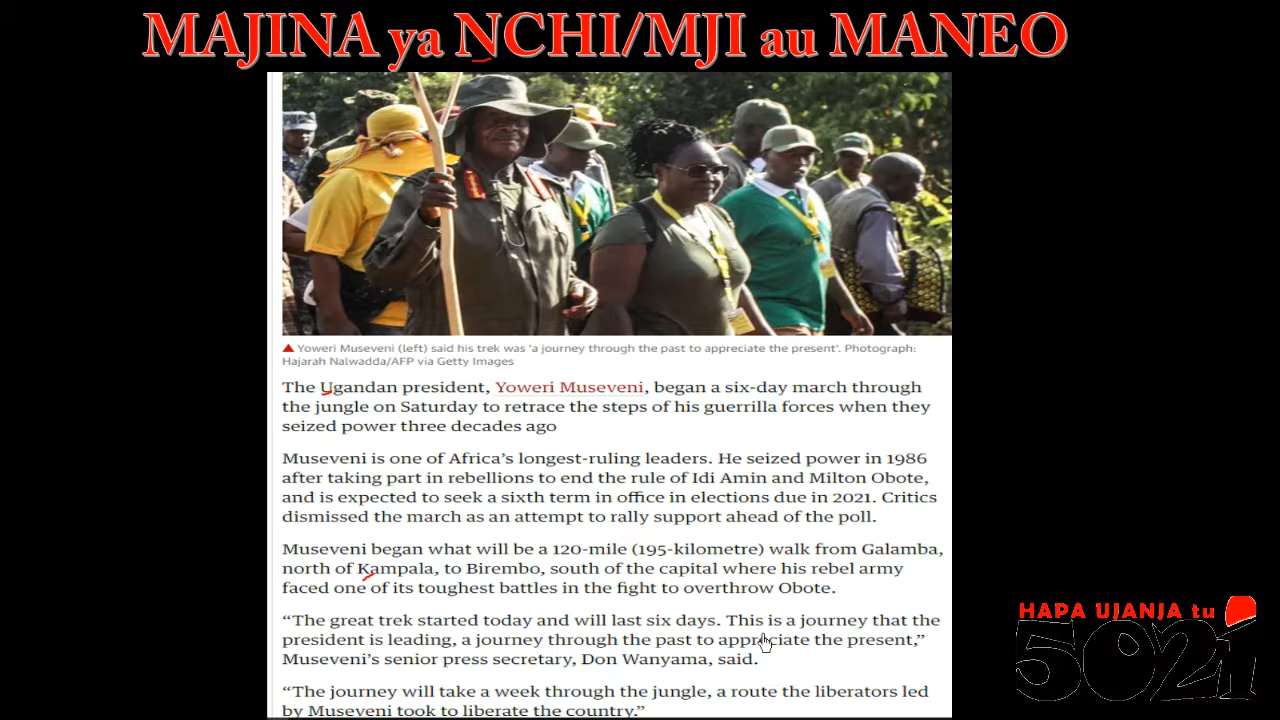 MAJINA ya NCHI/MJI au MANEO
Yoweri Museveni (left) said his trek was 'a journey through the past to appreciate the present'. Photograph:
Hajarah Nalwadda/AFP via Getty Images
The Ugandan president, Yoweri Museveni, began a six-day march through
the jungle on Saturday to retrace the steps of his guerrilla forces when they
seized power three decades ago
Museveni is one of Africa's longest-ruling leaders. He seized power in 1986
after taking part in rebellions to end the rule of Idi Amin and Milton Obote,
and is expected to seek a sixth term in office in elections due in 2021. Critics
dismissed the march as an attempt to rally support ahead of the poll.
Museveni began what will be a 120-mile (195-kilometre) walk from Galamba,
north of Kampala, to Birembo, south of the capital where his rebel army
faced one of its toughest battles in the fight to overthrow Obote.
“The great trek started today and will last six days. This is a journey that the
president is leading, a journey through the past to appreciate the present,”
Museveni's senior press secretary, Don Wanyama, said.
“The journey will take a week through the jungle, a route the liberators led
by Museveni took to liberate the country.”
HAPA UJANJA tu
5021